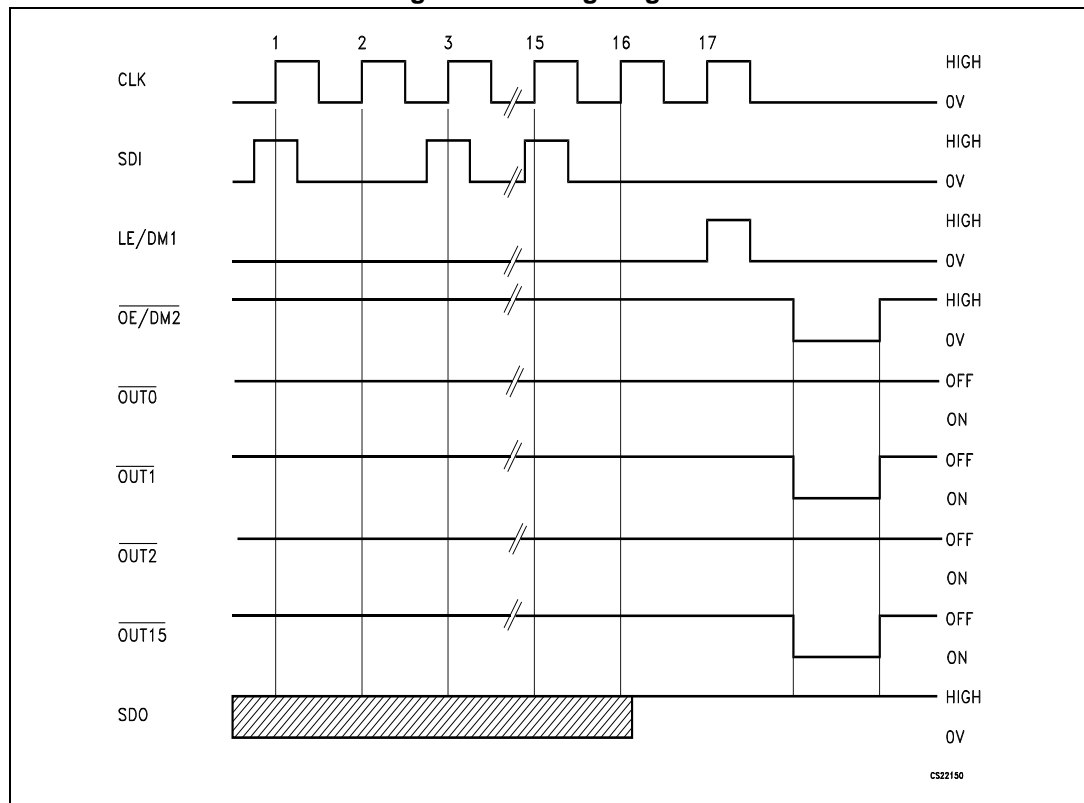 1 2 3 15 16 17
CLK HIGH
0V
SDI HIGH
0V
LE/DM1 HIGH
0V
OE/DM2 HIGH
0V
OUT0 OFF
ON
OUT1 OFF
ON
OUT2 OFF
ON
OUT15 OFF
ON
SDO HIGH
0V
CS22150